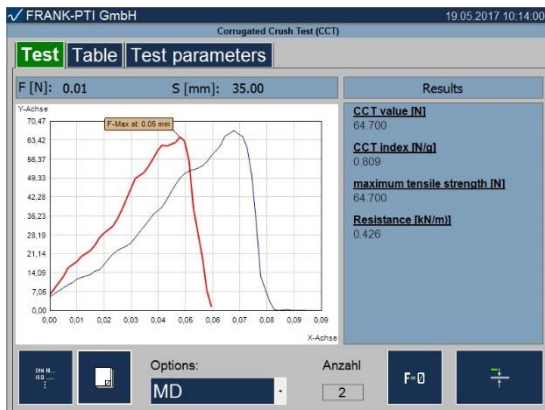 FRANK-PTI GmbH 19.05.2017 10:14:00
Corrugated Crush Test (CCT)
Test Table Test parameters
F [N]: 0.01 S [mm]: 35.00 Results
Y-Achse
70,47
63,42
56,37
49,33
42,28
36,23
28,19
21,14
14,09
7,05
0,00
F-Max at: 0.05 mm
0,00 0,01 0,02 0,03 0,04 0,05 0,06 0,07 0,08 0,09 0,09
X-Achse
CCT value [N]
64.700
CCT index [N/g]
0.809
maximum tensile strength [N]
64.700
Resistance [kN/m)]
0.426
Options: Anzahl
MD 2
F=0